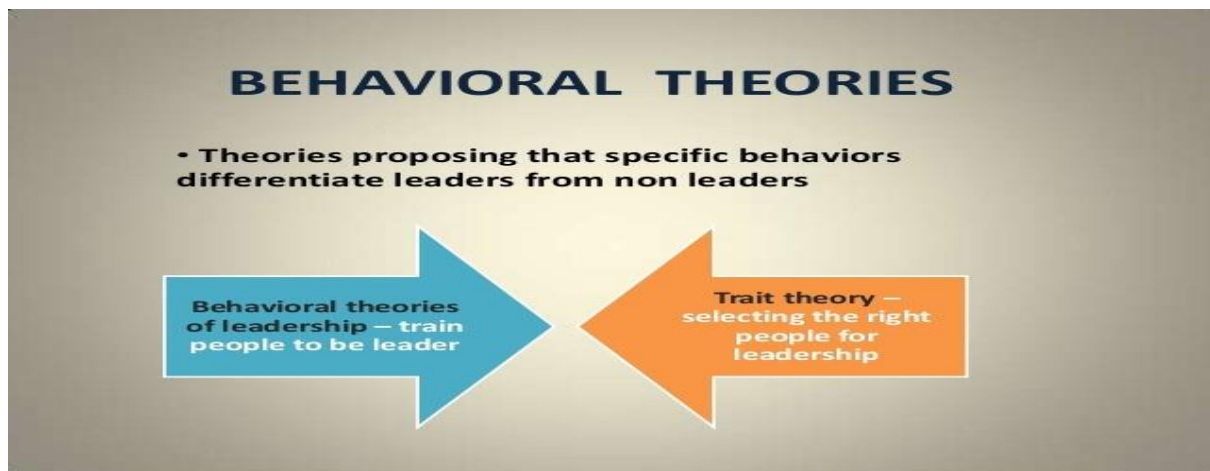 BEHAVIORAL THEORIES
• Theories proposing that specific behaviors
differentiate leaders from non leaders
Behavioral theories
of leadership – train
people to be leader
Trait theory –
selecting the right
people for
leadership